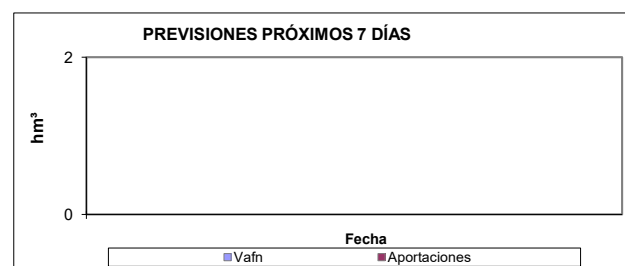 PREVISIONES PRÓXIMOS 7 DÍAS
2
hm³
0
Fecha
Vafn Aportaciones